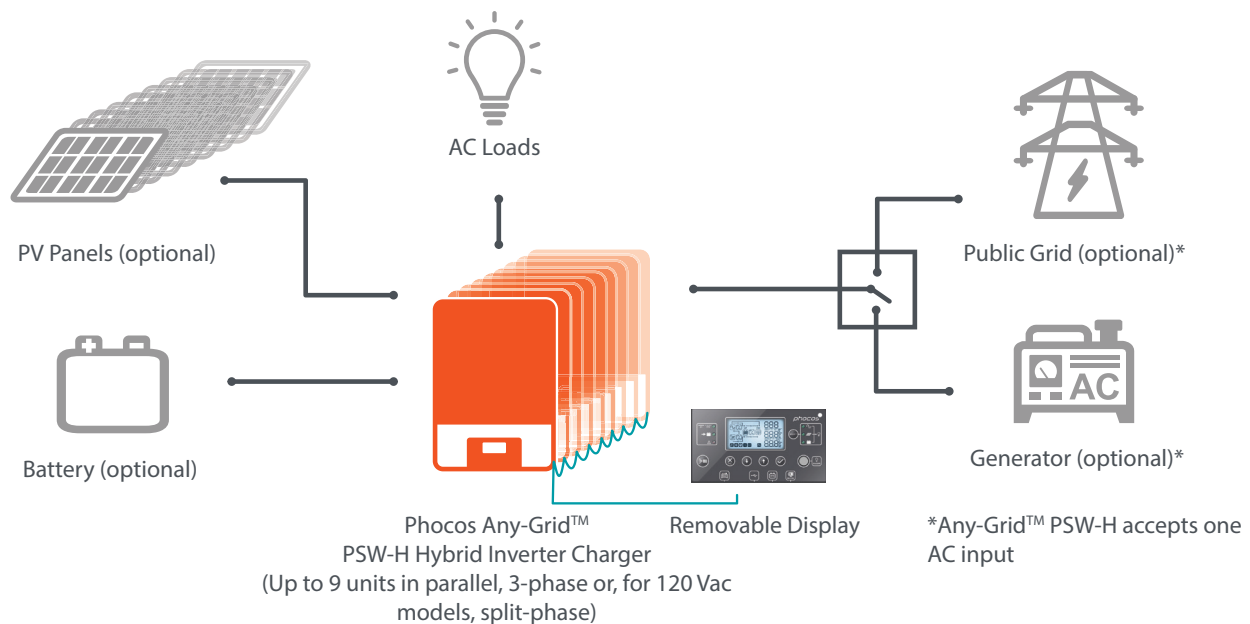 AC Loads
PV Panels (optional)
Public Grid (optional)*
AC
phocos
Battery (optional)
Generator (optional)*
Phocos Any-Grid™
PSW-H Hybrid Inverter Charger
(Up to 9 units in parallel, 3-phase or, for 120 Vac
models, split-phase)
Removable Display
*Any-Grid™ PSW-H accepts one
AC input